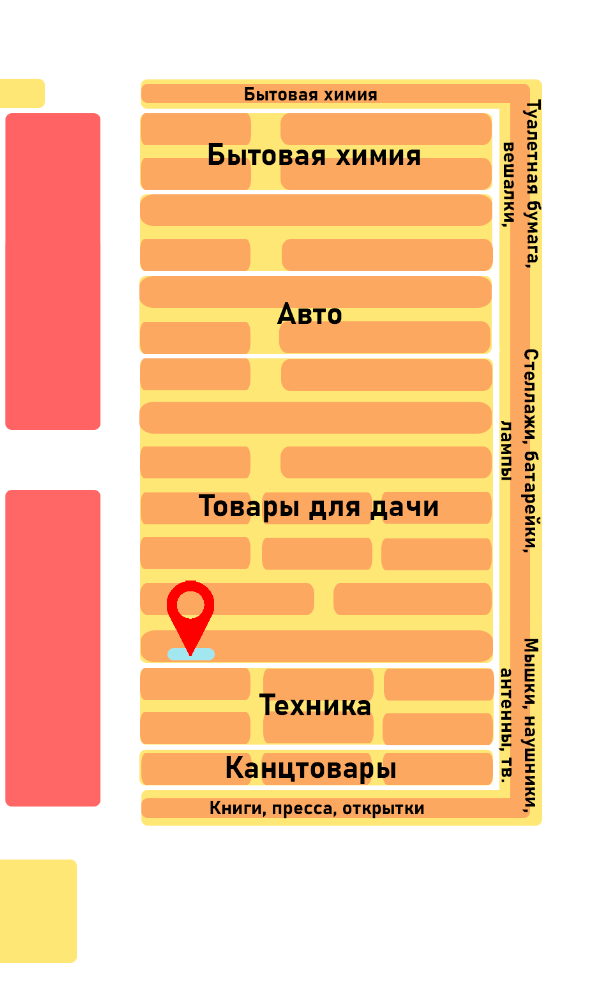 Бытовая химия
Бытовая химия
Туалетная бумага,
вешалки,
Авто
Стеллажи, батарейки,
лампы
Товары для дачи
Мышки, наушники,
антенны, тв.
Техника
Канцтовары
Книги, пресса, открытки